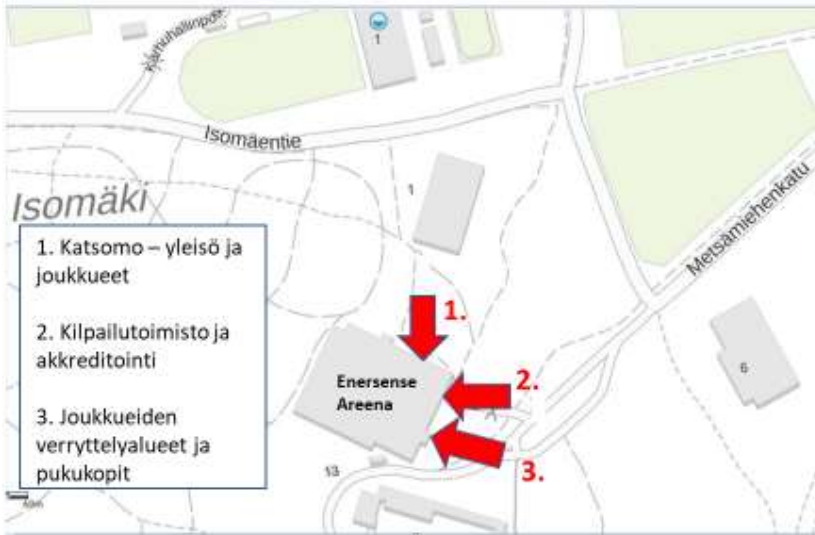 Karhuhallinpolku
1
Isomäentie
Isomäki
1
Metsämiehenkatu
1. Katsomo – yleisö ja
joukkueet
2. Kilpailutoimisto ja
akkreditointi
3. Joukkueiden
verryttelyalueet ja
pukukopit
1.
2.
3.
Enersense
Areena
6
13